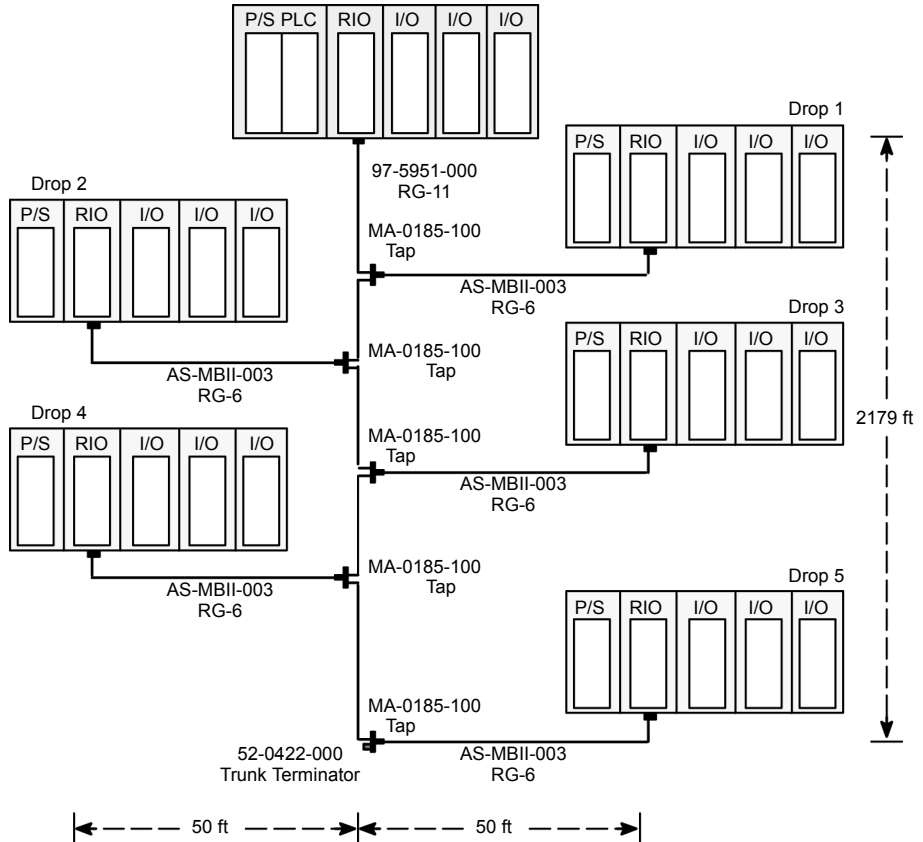 P/S PLC RIO I/O I/O I/O
Drop 1
P/S RIO I/O I/O I/O
97-5951-000
RG-11
Drop 2
P/S RIO I/O I/O I/O
MA-0185-100
Tap
AS-MBII-003
RG-6
Drop 3
P/S RIO I/O I/O I/O
MA-0185-100
Tap
AS-MBII-003
RG-6
Drop 4
P/S RIO I/O I/O I/O
2179 ft
MA-0185-100
Tap
AS-MBII-003
RG-6
MA-0185-100
Tap
AS-MBII-003
RG-6
Drop 5
P/S RIO I/O I/O I/O
MA-0185-100
Tap
52-0422-000
Trunk Terminator
AS-MBII-003
RG-6
50 ft 50 ft